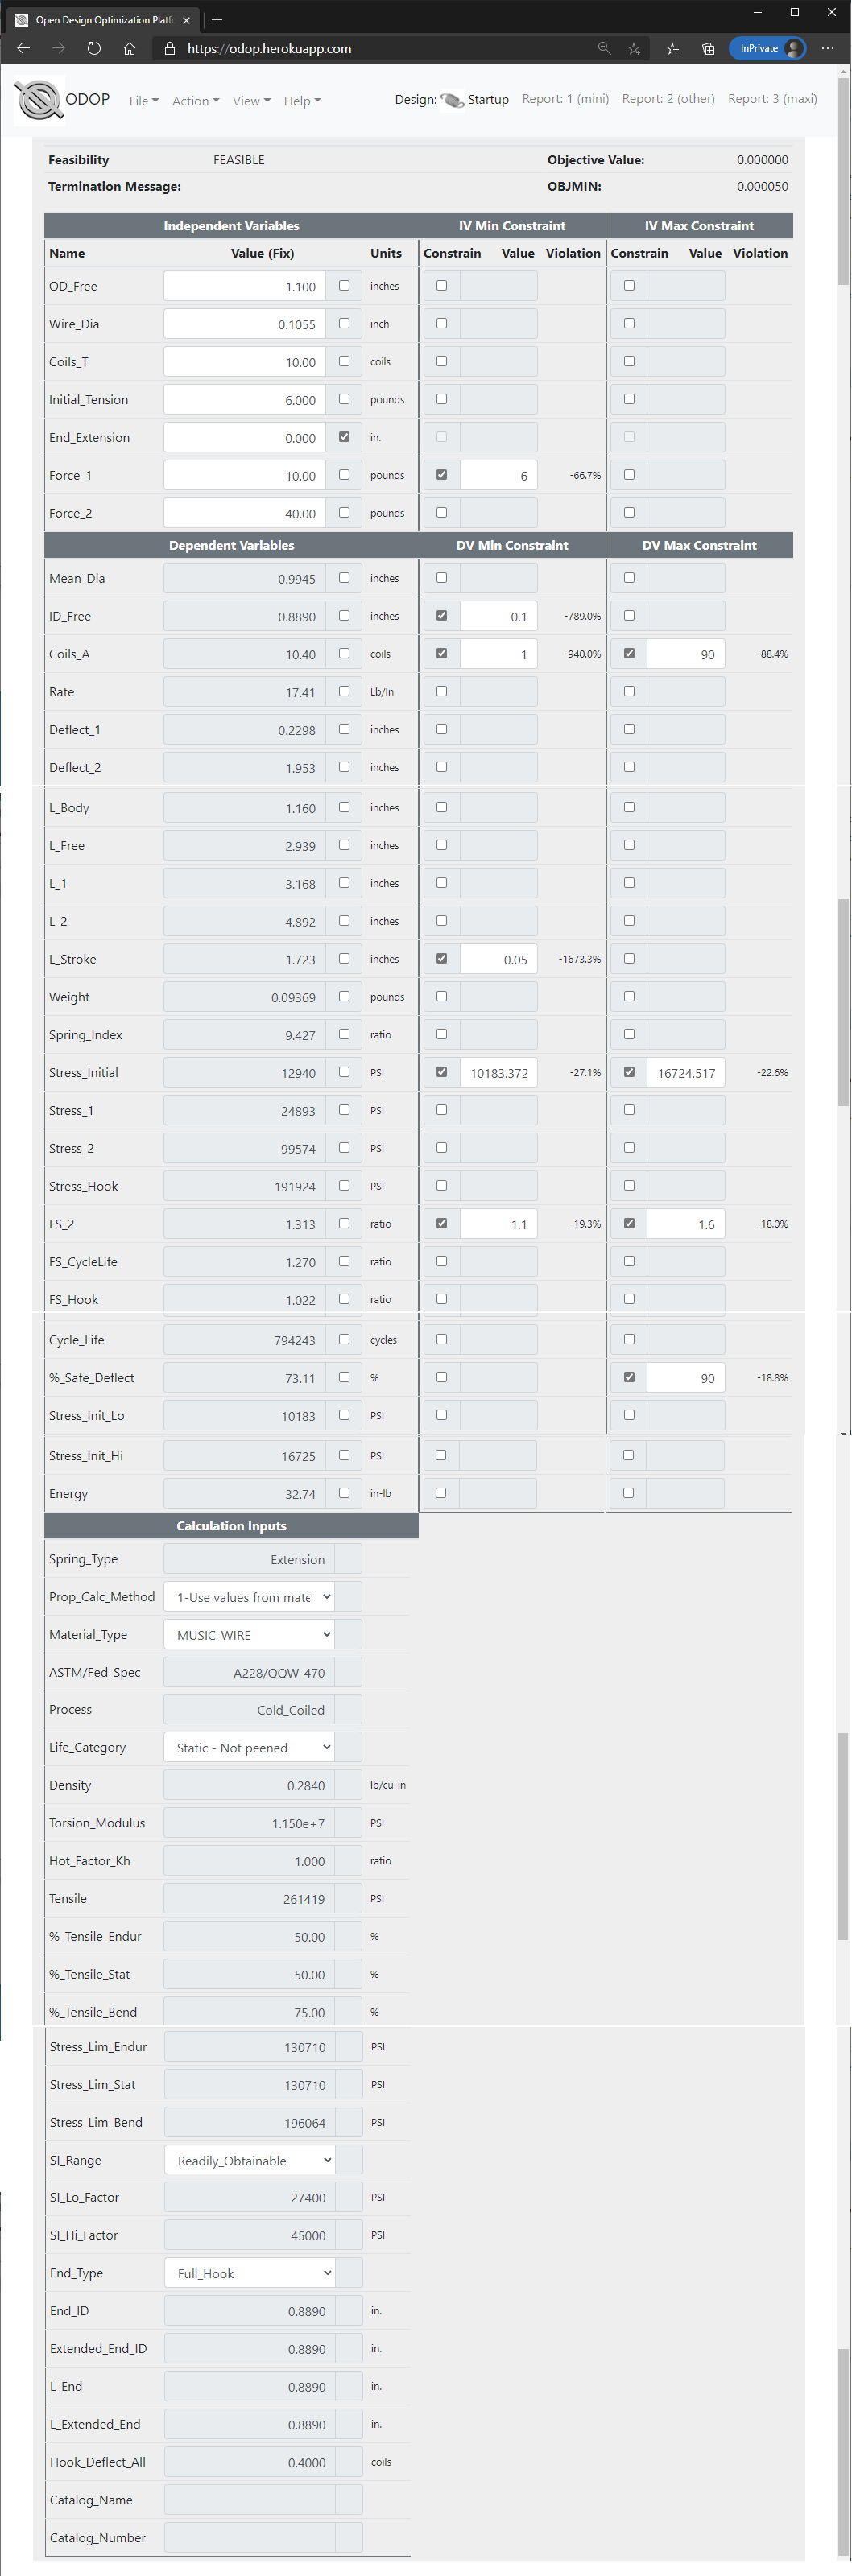 Open Design Optimization Platfo
https://odop.herokuapp.com InPrivate
ODOP File Action View Help Design: Startup Report: 1 (mini) Report: 2 (other) Report: 3 (maxi)
Feasibility FEASIBLE Objective Value: 0.000000
Termination Message: OBJMIN: 0.000050
Independent Variables IV Min Constraint IV Max Constraint
Name Value (Fix) Units Constrain Value Violation Constrain Value Violation
OD_Free 1.100 inches
Wire_Dia 0.1055 inch
Coils_T 10.00 coils
Initial_Tension 6.000 pounds
End_Extension 0.000 in.
Force_1 10.00 pounds 6 -66.7%
Force_2 40.00 pounds
Dependent Variables DV Min Constraint DV Max Constraint
Mean_Dia 0.9945 inches
ID_Free 0.8890 inches 0.1 -789.0%
Coils_A 10.40 coils 1 -940.0% 90 -88.4%
Rate 17.41 Lb/In
Deflect_1 0.2298 inches
Deflect_2 1.953 inches
L_Body 1.160 inches
L_Free 2.939 inches
L_1 3.168 inches
L_2 4.892 inches
L_Stroke 1.723 inches 0.05 -1673.3%
Weight 0.09369 pounds
Spring_Index 9.427 ratio
Stress_Initial 12940 PSI 10183.372 -27.1% 16724.517 -22.6%
Stress_1 24893 PSI
Stress_2 99574 PSI
Stress_Hook 191924 PSI
FS_2 1.313 ratio 1.1 -19.3% 1.6 -18.0%
FS_CycleLife 1.270 ratio
FS_Hook 1.022 ratio
Cycle_Life 794243 cycles
%_Safe_Deflect 73.11 % 90 -18.8%
Stress_Init_Lo 10183 PSI
Stress_Init_Hi 16725 PSI
Energy 32.74 in-lb
Calculation Inputs
Spring_Type Extension
Prop_Calc_Method 1-Use values from mate
Material_Type MUSIC_WIRE
ASTM/Fed_Spec A228/QQW-470
Process Cold_Coiled
Life_Category Static - Not peened
Density 0.2840 lb/cu-in
Torsion_Modulus 1.150e+7 PSI
Hot_Factor_Kh 1.000 ratio
Tensile 261419 PSI
%_Tensile_Endur 50.00 %
%_Tensile_Stat 50.00 %
%_Tensile_Bend 75.00 %
Stress_Lim_Endur 130710 PSI
Stress_Lim_Stat 130710 PSI
Stress_Lim_Bend 196064 PSI
SI_Range Readily_Obtainable
SI_Lo_Factor 27400 PSI
SI_Hi_Factor 45000 PSI
End_Type Full_Hook
End_ID 0.8890 in.
Extended_End_ID 0.8890 in.
L_End 0.8890 in.
L_Extended_End 0.8890 in.
Hook_Deflect_All 0.4000 coils
Catalog_Name
Catalog_Number